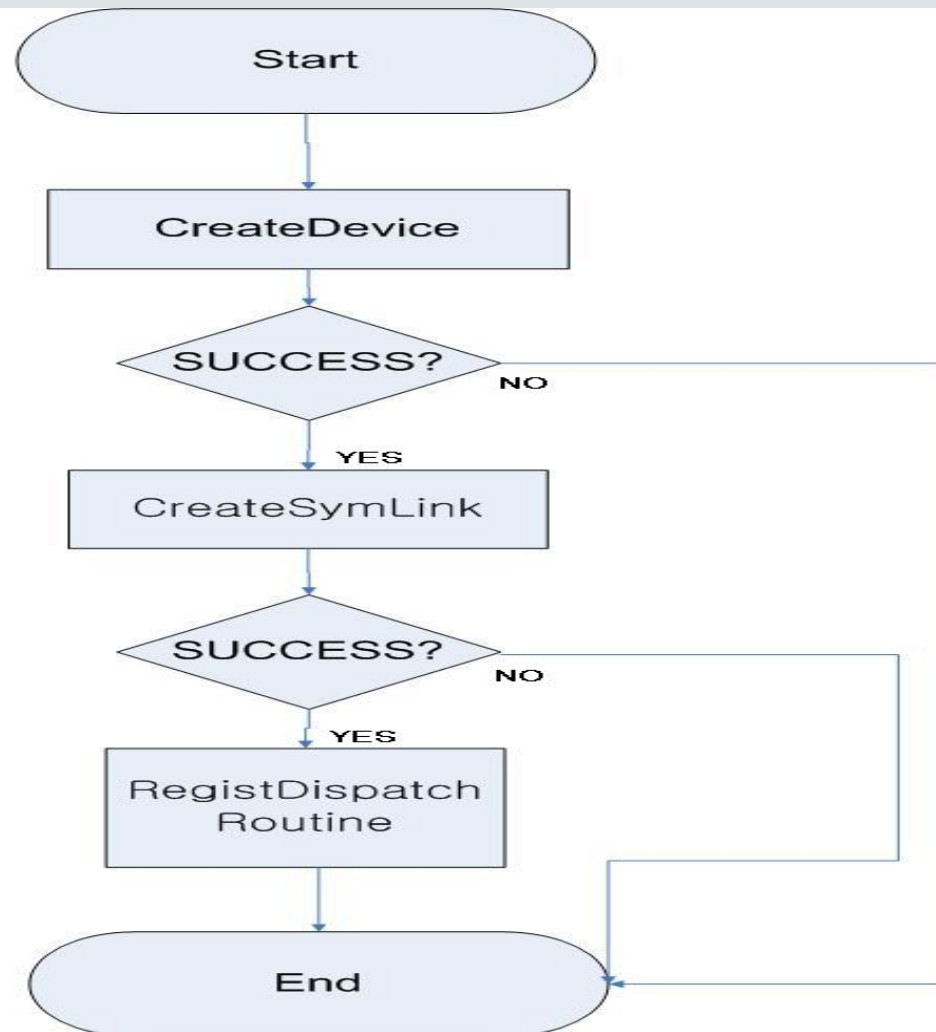 Start
CreateDevice
SUCCESS?
NO
YES
CreateSymLink
SUCCESS?
NO
YES
RegistDispatch
Routine
End